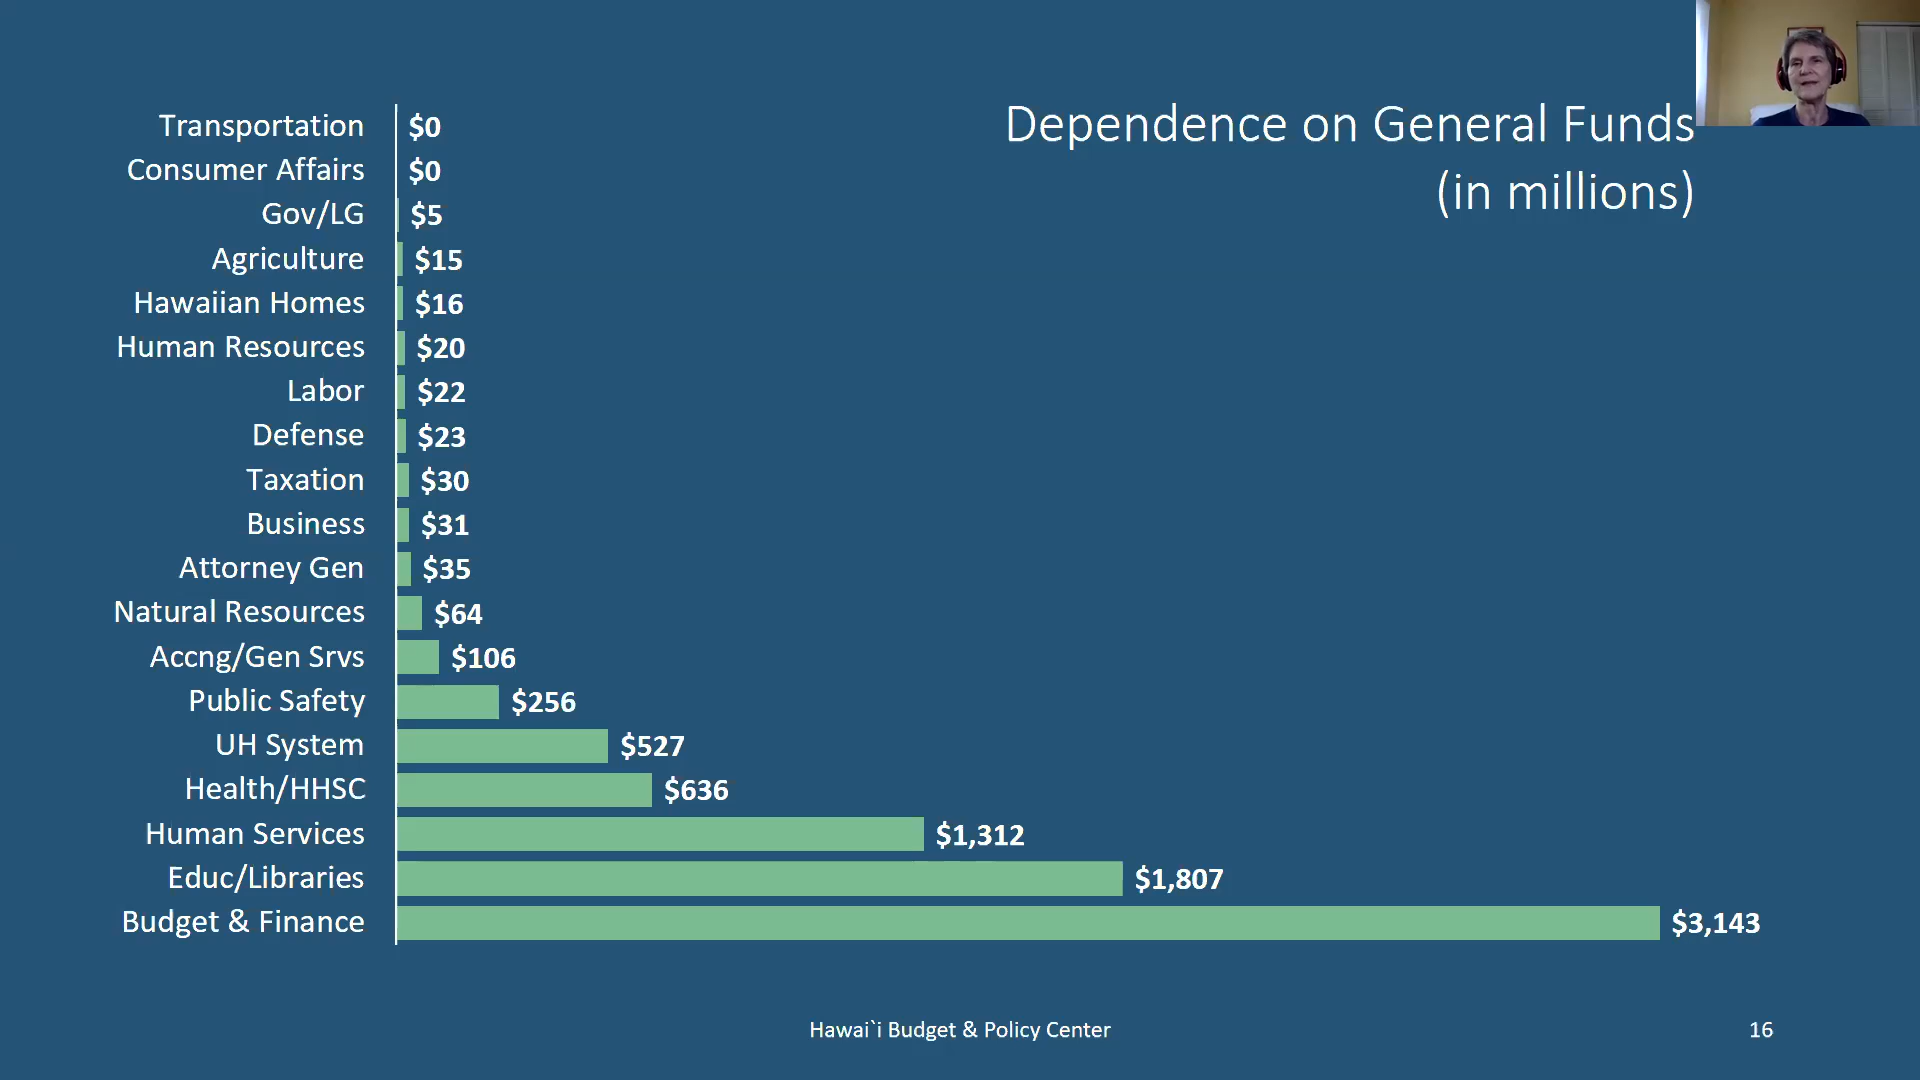 Dependence on General Funds
(in millions)
Transportation $0
Consumer Affairs $0
Gov/LG $5
Agriculture $15
Hawaiian Homes $16
Human Resources $20
Labor $22
Defense $23
Taxation $30
Business $31
Attorney Gen $35
Natural Resources $64
Accng/Gen Srvs $106
Public Safety $256
UH System $527
Health/HHSC $636
Human Services $1,312
Educ/Libraries $1,807
Budget & Finance $3,143
Hawai`i Budget & Policy Center 16